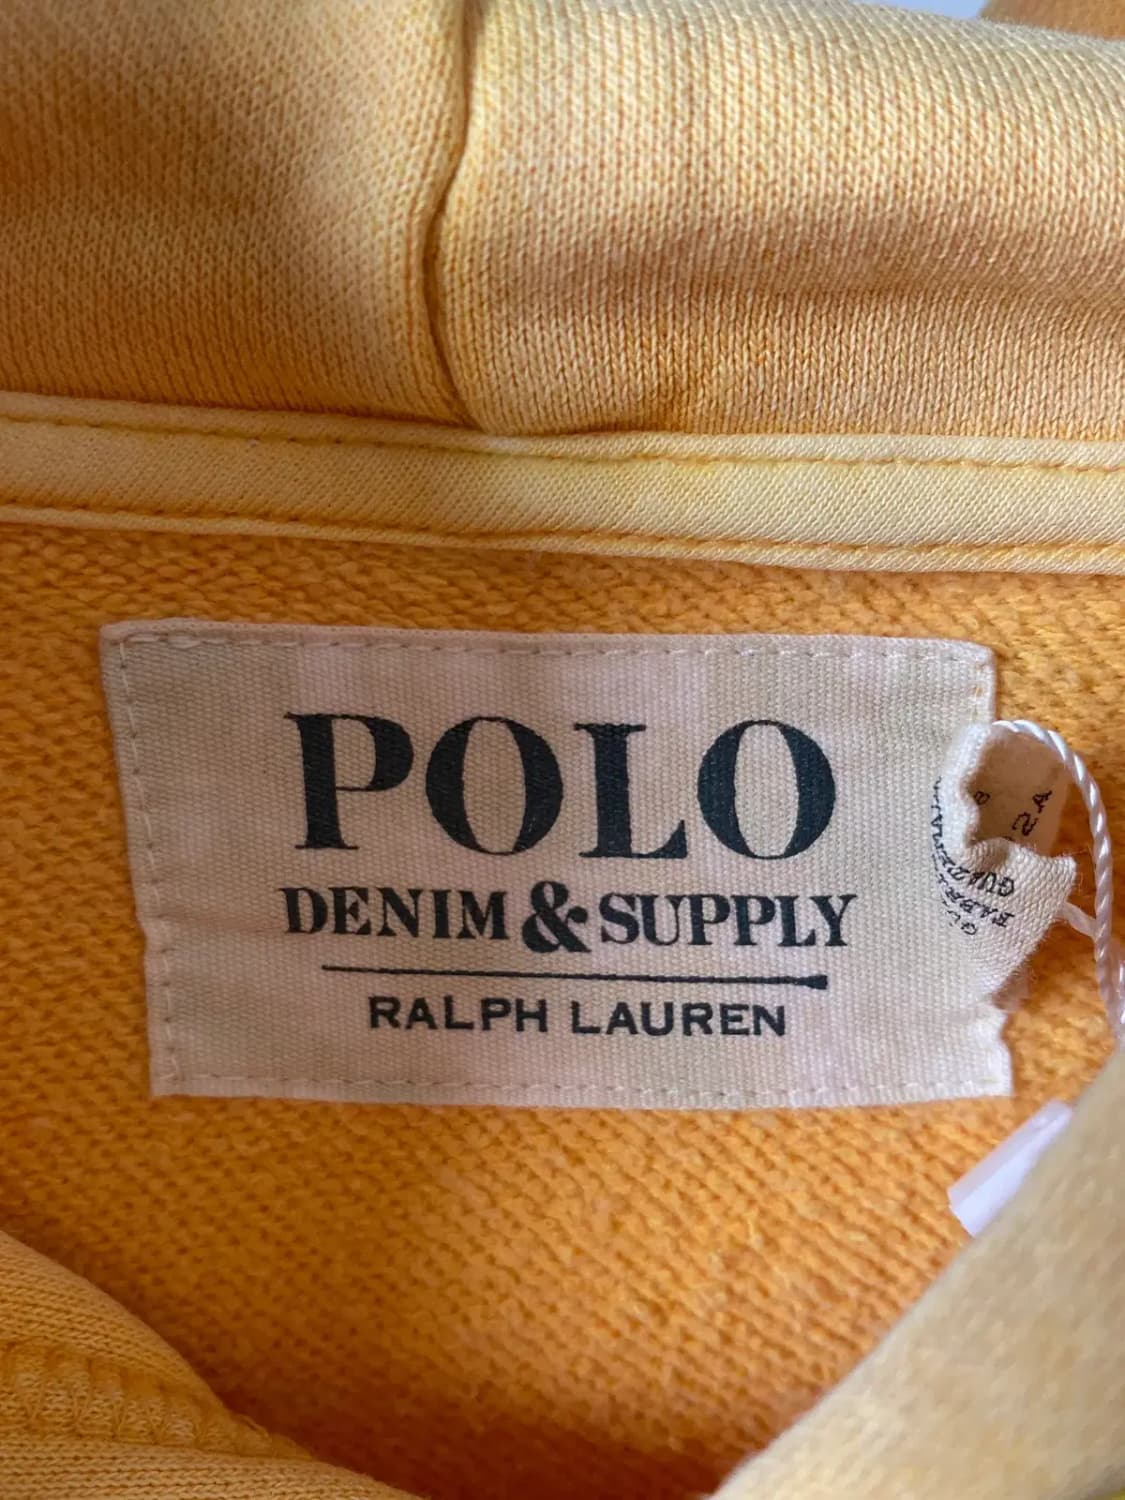 POLO
DENIM & SUPPLY
RALPH LAUREN